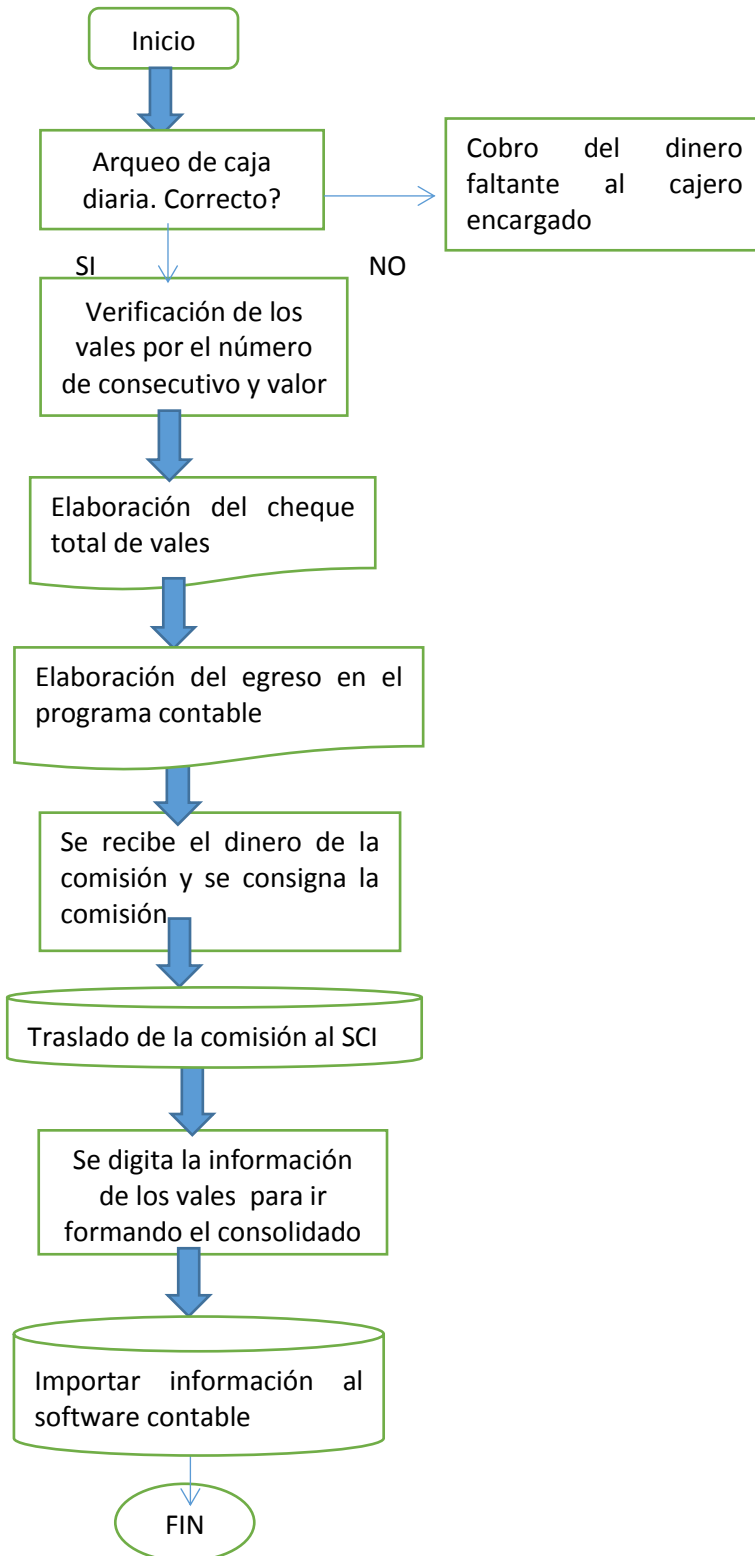 Inicio
Arqueo de caja
diaria. Correcto?
Cobro del dinero
faltante al cajero
encargado
SI
NO
Verificación de los
vales por el número
de consecutivo y valor
Elaboración del cheque
total de vales
Elaboración del egreso en el
programa contable
Se recibe el dinero de la
comisión y se consigna la
comisión
Traslado de la comisión al SCI
Se digita la información
de los vales para ir
formando el consolidado
Importar información al
software contable
FIN